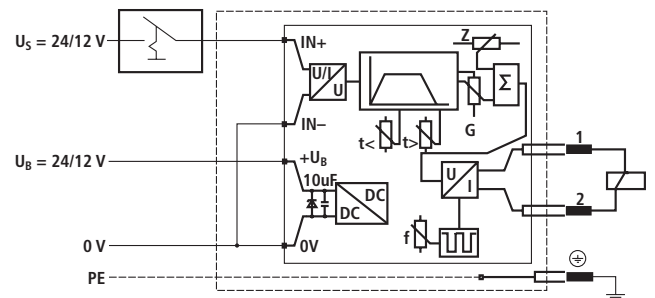 U_S = 24/12 V
IN+
U/I
U
Z
Σ
IN–
t<
t>
G
1
U_B = 24/12 V
+U_B
10uF
DC
DC
U
I
2
f
0 V
0V
PE